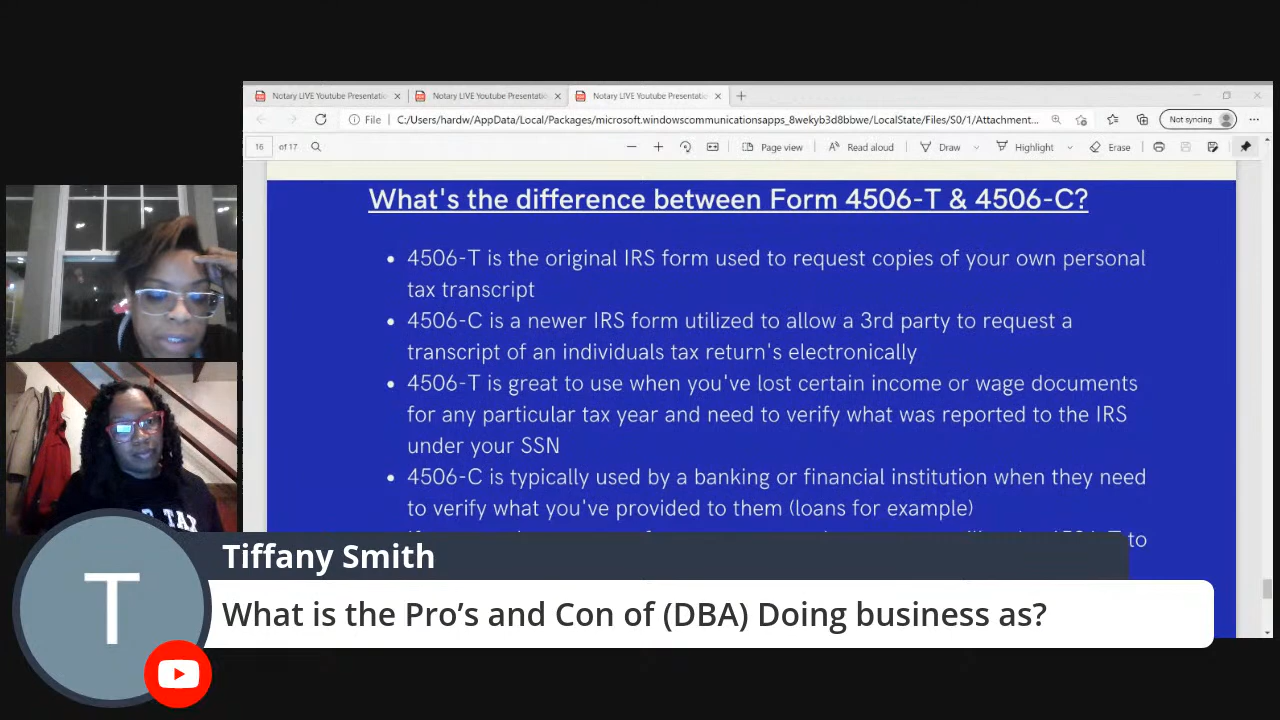 Notary LIVE Youtube Presentati
Notary LIVE Youtube Presentati
Notary LIVE Youtube Presentati
File
C:/Users/hardw/AppData/Local/Packages/microsoft.windowscommunicationsapps_8wekyb3d8bbwe/LocalState/Files/S0/1/Attachment...
Not syncing
16 of 17
Page view
Read aloud
Draw
Highlight
Erase
What's the difference between Form 4506-T & 4506-C?
• 4506-T is the original IRS form used to request copies of your own personal
tax transcript
• 4506-C is a newer IRS form utilized to allow a 3rd party to request a
transcript of an individuals tax return's electronically
• 4506-T is great to use when you've lost certain income or wage documents
for any particular tax year and need to verify what was reported to the IRS
under your SSN
• 4506-C is typically used by a banking or financial institution when they need
to verify what you've provided to them (loans for example)
to
TAX
T
Tiffany Smith
What is the Pro’s and Con of (DBA) Doing business as?